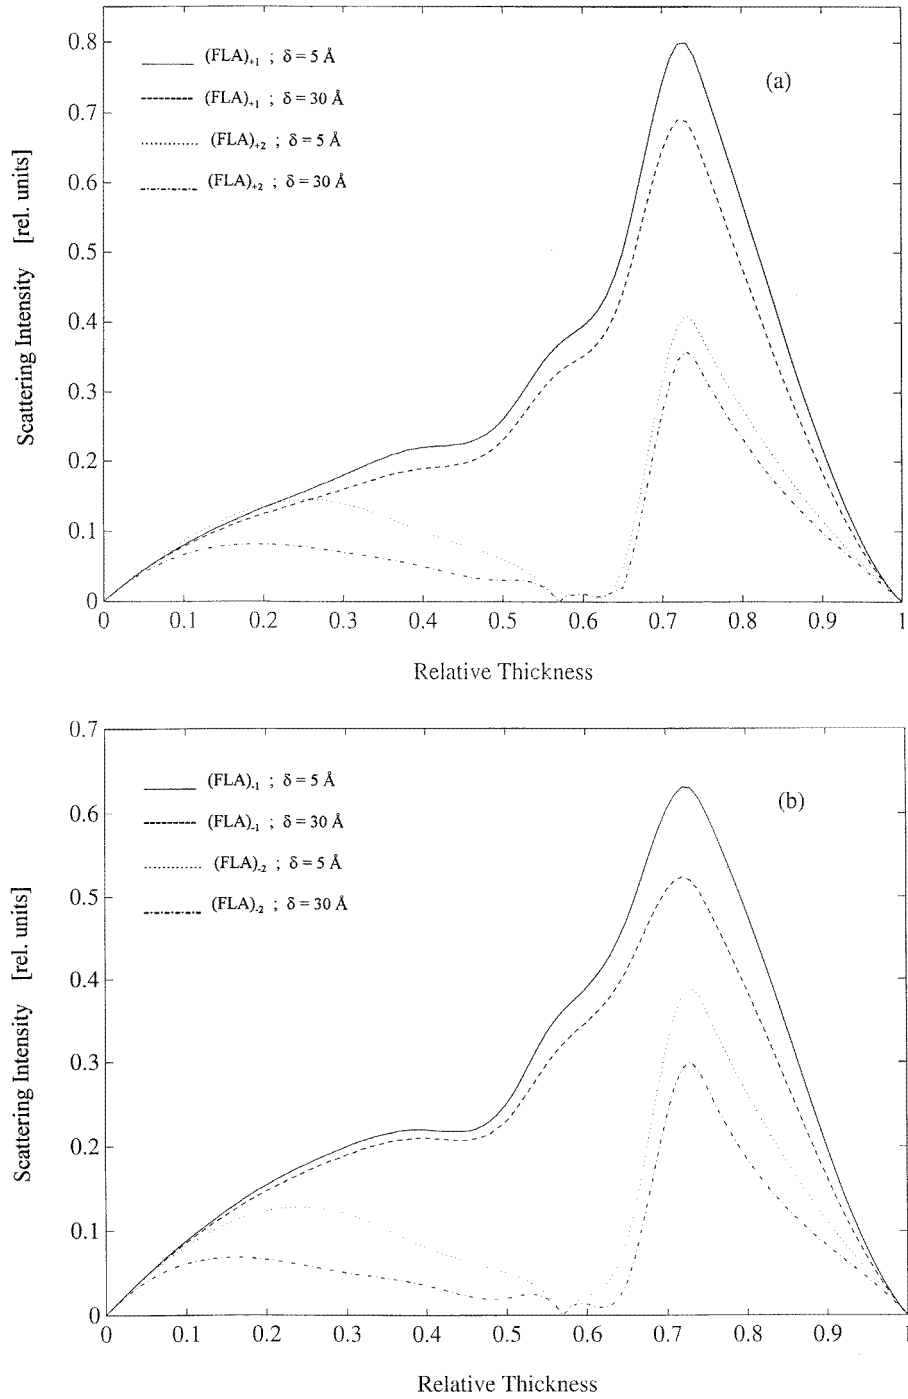 0.8
0.7
0.6
0.5
0.4
0.3
0.2
0.1
0
Scattering Intensity [rel. units]
(FLA)+1 ; δ = 5 Å
(FLA)+1 ; δ = 30 Å
(FLA)+2 ; δ = 5 Å
(FLA)+2 ; δ = 30 Å
(a)
0 0.1 0.2 0.3 0.4 0.5 0.6 0.7 0.8 0.9 1
Relative Thickness
0.7
0.6
0.5
0.4
0.3
0.2
0.1
0
Scattering Intensity [rel. units]
(FLA)-1 ; δ = 5 Å
(FLA)-1 ; δ = 30 Å
(FLA)-2 ; δ = 5 Å
(FLA)-2 ; δ = 30 Å
(b)
0 0.1 0.2 0.3 0.4 0.5 0.6 0.7 0.8 0.9 1
Relative Thickness